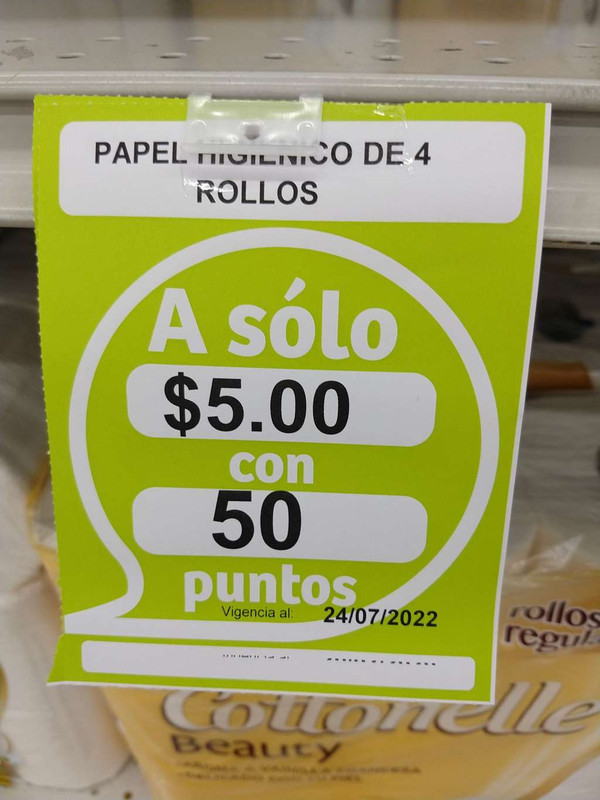 PAPEL HIGIENICO DE 4
ROLLOS
A sólo
$5.00
con
50
puntos
Vigencia al: 24/07/2022
rollos
regul
Cottonelle
Beauty